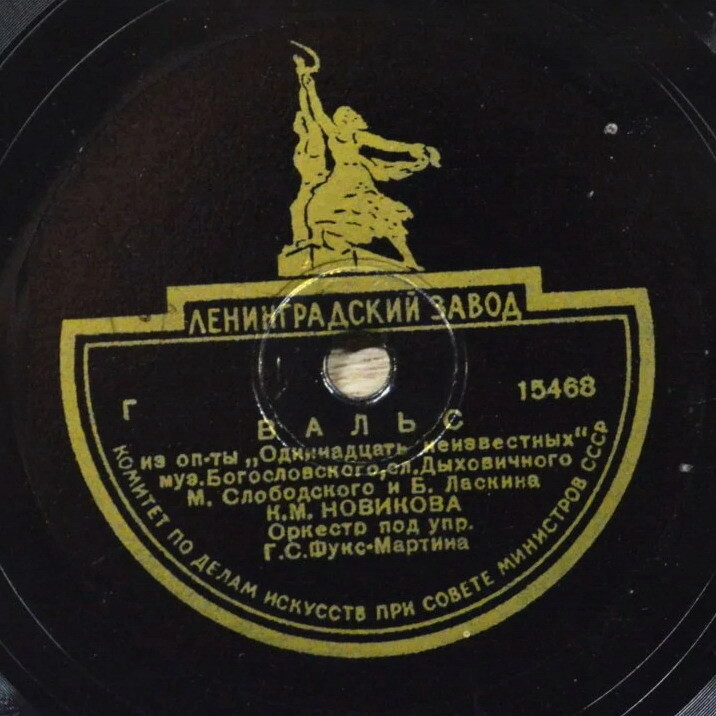 ЛЕНИНГРАДСКИЙ ЗАВОД
Г 15468
ВАЛЬС
из оп-ты „Одиннадцать неизвестных“
муз.Богословского,сл.Дыховичного
М. Слободского и Б. Ласкина
К.М. НОВИКОВА
Оркестр под упр.
Г.С.Фукс-Мартина
КОМИТЕТ ПО ДЕЛАМ ИСКУССТВ ПРИ СОВЕТЕ МИНИСТРОВ СССР